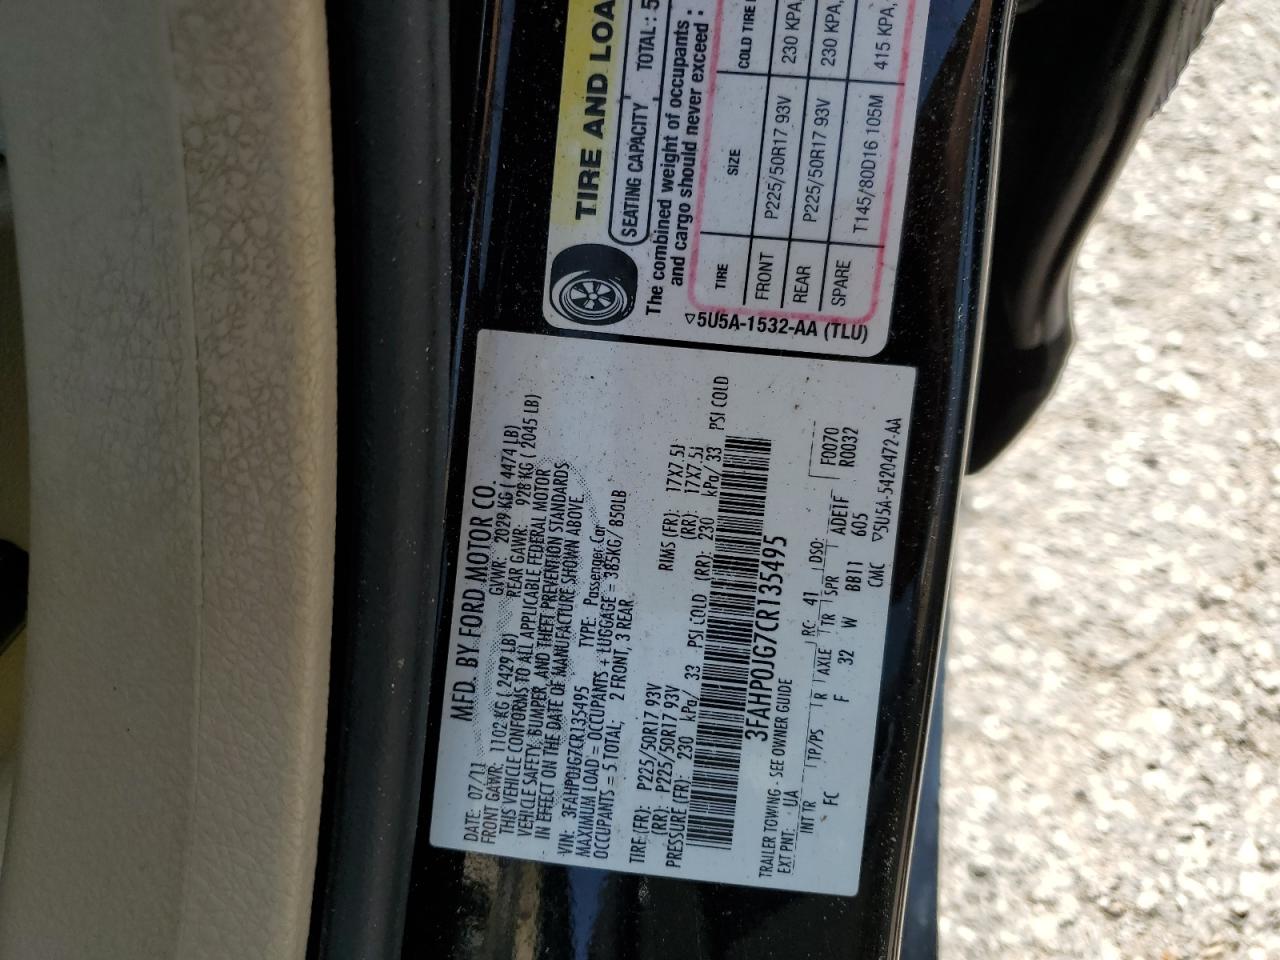 MFD. BY FORD MOTOR CO.
DATE: 07/11 GVWR: 2029 KG ( 4474 LB)
FRONT GAWR: 1102 KG ( 2429 LB) REAR GAWR: 928 KG ( 2045 LB)
THIS VEHICLE CONFORMS TO ALL APPLICABLE FEDERAL MOTOR
VEHICLE SAFETY, BUMPER, AND THEFT PREVENTION STANDARDS
IN EFFECT ON THE DATE OF MANUFACTURE SHOWN ABOVE.
VIN: 3FAHP0JG7CR135495 TYPE: Passenger Car
MAXIMUM LOAD = OCCUPANTS + LUGGAGE = 385KG/ 850LB
OCCUPANTS = 5 TOTAL; 2 FRONT, 3 REAR
TIRE(FR): P225/50R17 93V RIMS (FR): 17X7.5J
(RR): P225/50R17 93V (RR): 17X7.5J
PRESSURE (FR): 230 kPa/ 33 PSI COLD (RR): 230 kPa/ 33 PSI COLD
3FAHP0JG7CR135495
TRAILER TOWING - SEE OWNER GUIDE
EXT PNT: UA RC: 41 DSO: F0070
R0032
INT TR TP/PS R AXLE TR SPR ADE1F
FC F 32 W BB11 605
CMC
▽5U5A-5420472-AA
TIRE AND LOA
SEATING CAPACITY TOTAL: 5
The combined weight of occupants
and cargo should never exceed :
TIRE SIZE COLD TIRE
FRONT P225/50R17 93V 230 KPA,
REAR P225/50R17 93V 230 KPA,
SPARE T145/80D16 105M 415 KPA,
▽5U5A-1532-AA (TLU)